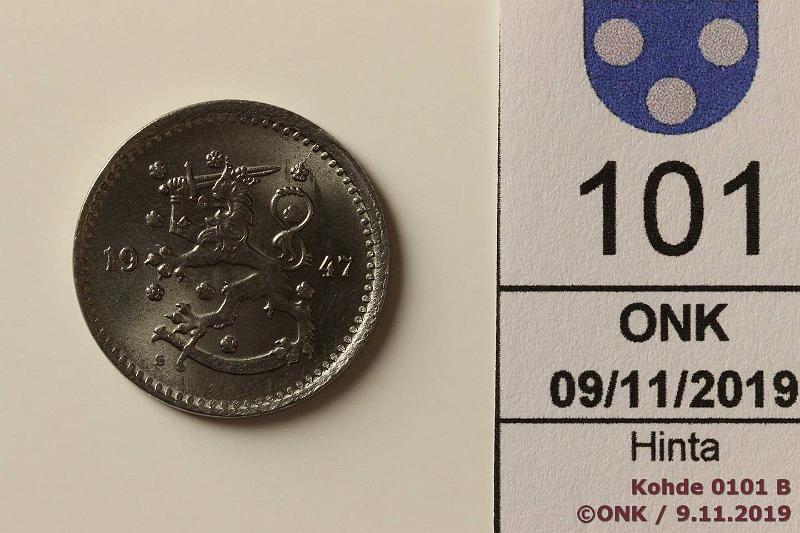 19 47
S
101
ONK
09/11/2019
Hinta
Kohde 0101 B
©ONK / 9.11.2019